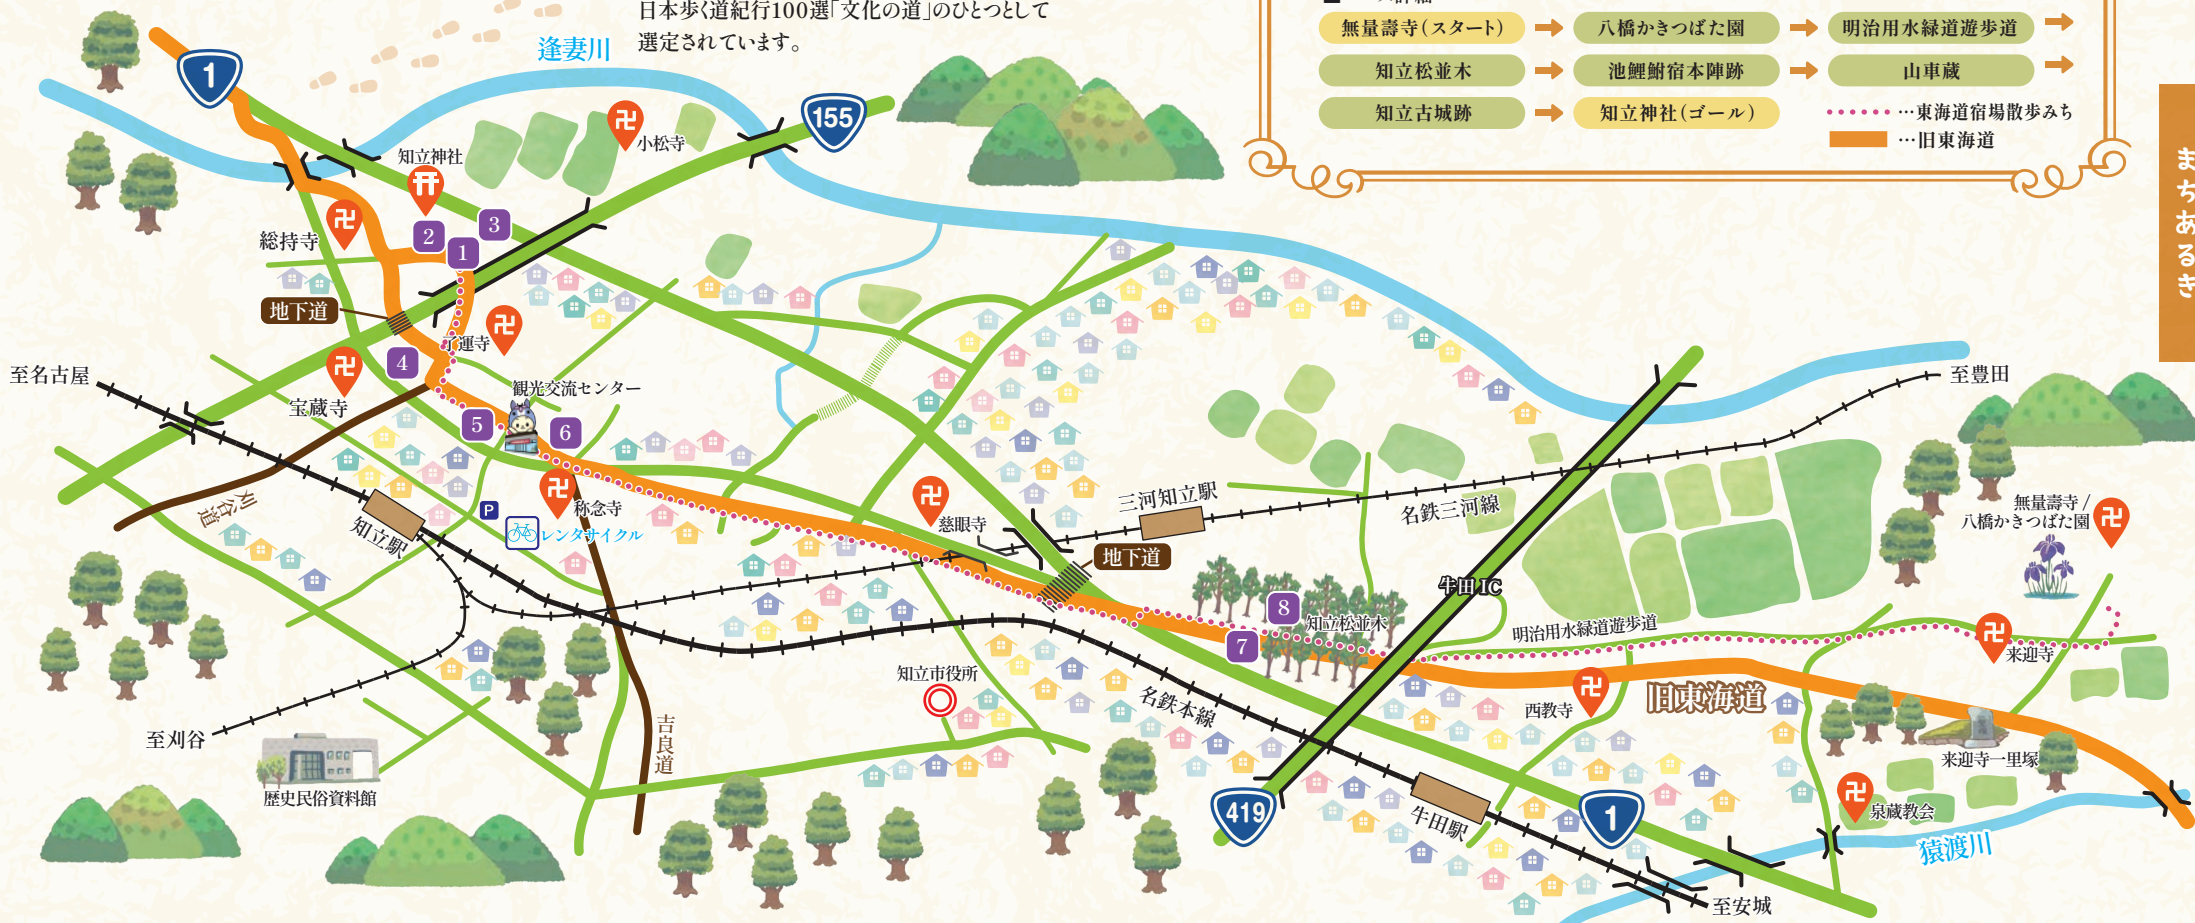 日本歩く道紀行100選「文化の道」のひとつとして
選定されています。
無量壽寺(スタート)
八橋かきつばた園
明治用水緑道遊歩道
知立松並木
池鯉鮒宿本陣跡
山車蔵
知立古城跡
知立神社(ゴール)
…東海道宿場散歩みち
…旧東海道
まちあるき
逢妻川
1
155
小松寺
知立神社
総持寺
3
2
1
地下道
了運寺
4
宝蔵寺
至名古屋
観光交流センター
5
6
刈谷道
知立駅
P
レンタサイクル
称念寺
慈眼寺
三河知立駅
地下道
名鉄三河線
至豊田
無量壽寺/
八橋かきつばた園
牛田IC
8
知立松並木
7
明治用水緑道遊歩道
来迎寺
旧東海道
西教寺
知立市役所
名鉄本線
吉良道
至刈谷
歴史民俗資料館
来迎寺一里塚
泉蔵教会
419
牛田駅
1
猿渡川
至安城